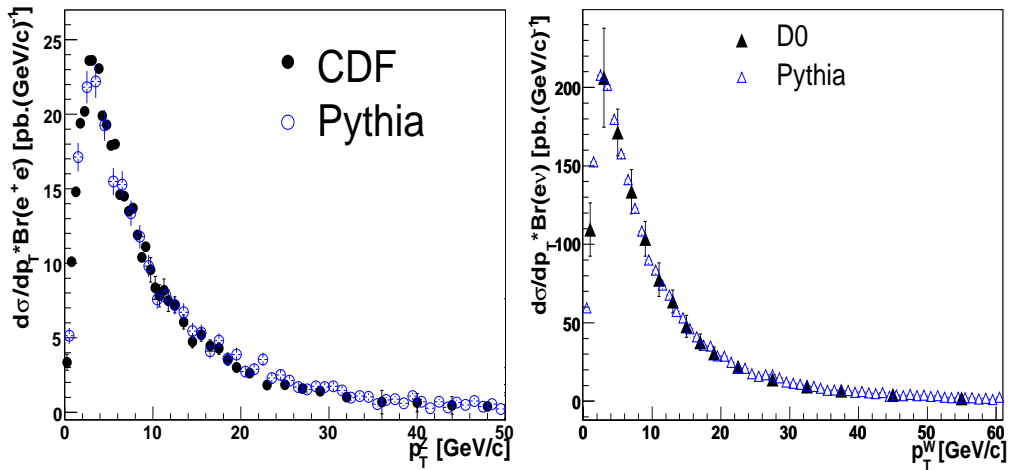 dσ/dp_T*Br(e⁺e⁻) [pb.(GeV/c)⁻¹]
25
20
15
10
5
0
0 10 20 30 40 50
p_T^Z [GeV/c]
CDF
Pythia
dσ/dp_T*Br(eν) [pb.(GeV/c)⁻¹]
200
150
100
50
0
0 10 20 30 40 50 60
p_T^W [GeV/c]
D0
Pythia